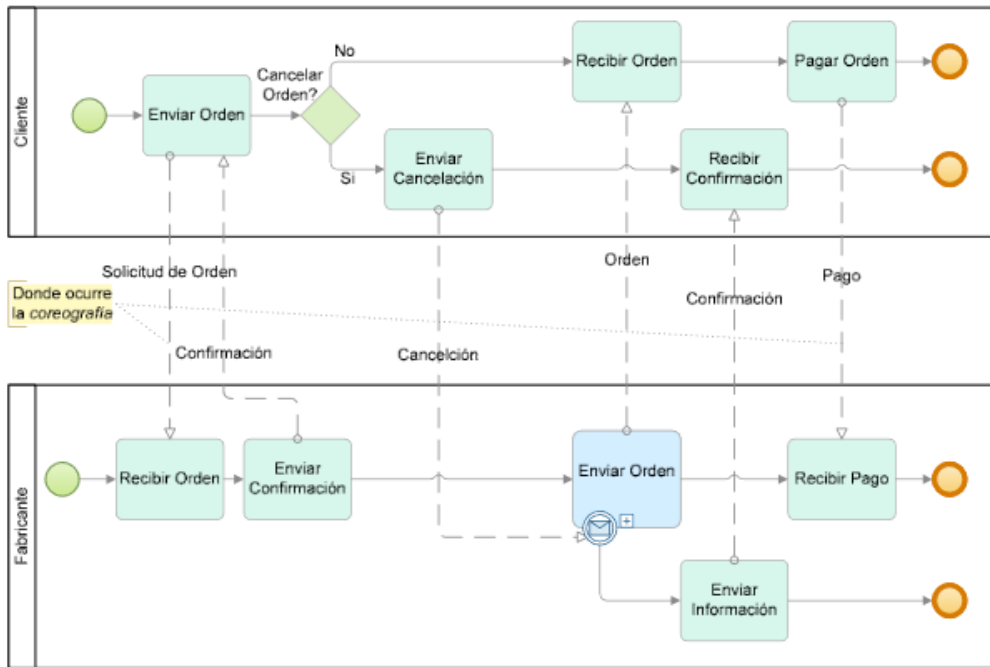 Cliente
Enviar Orden
Cancelar
Orden?
No
Si
Recibir Orden
Pagar Orden
Enviar
Cancelación
Recibir
Confirmación
Solicitud de Orden
Orden
Pago
Confirmación
Donde ocurre
la coreografía
Confirmación
Cancelción
Fabricante
Recibir Orden
Enviar
Confirmación
Enviar Orden
Recibir Pago
Enviar
Información